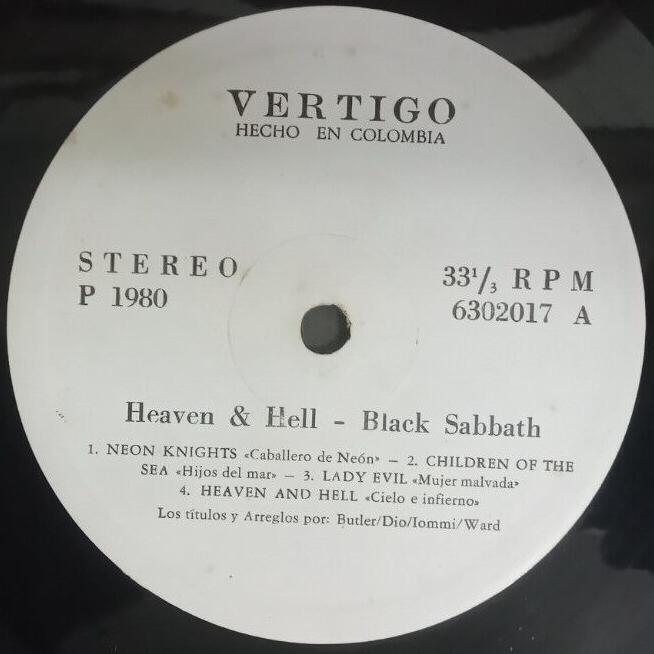 VERTIGO
HECHO EN COLOMBIA
STEREO
P 1980
33¹/₃ RPM
6302017 A
Heaven & Hell - Black Sabbath
1. NEON KNIGHTS «Caballero de Neón» — 2. CHILDREN OF THE
SEA «Hijos del mar» — 3. LADY EVIL «Mujer malvada»
4. HEAVEN AND HELL «Cielo e infierno»
Los títulos y Arreglos por: Butler/Dio/Iommi/Ward